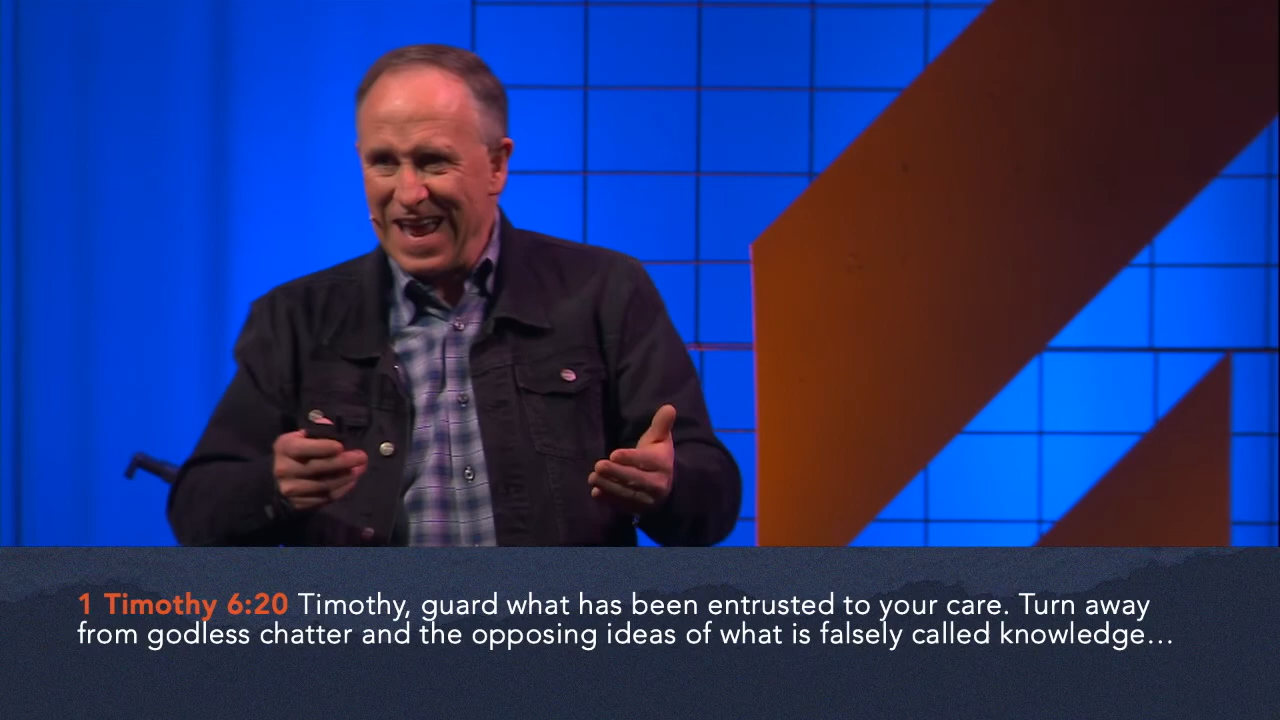 1 Timothy 6:20 Timothy, guard what has been entrusted to your care. Turn away
from godless chatter and the opposing ideas of what is falsely called knowledge…